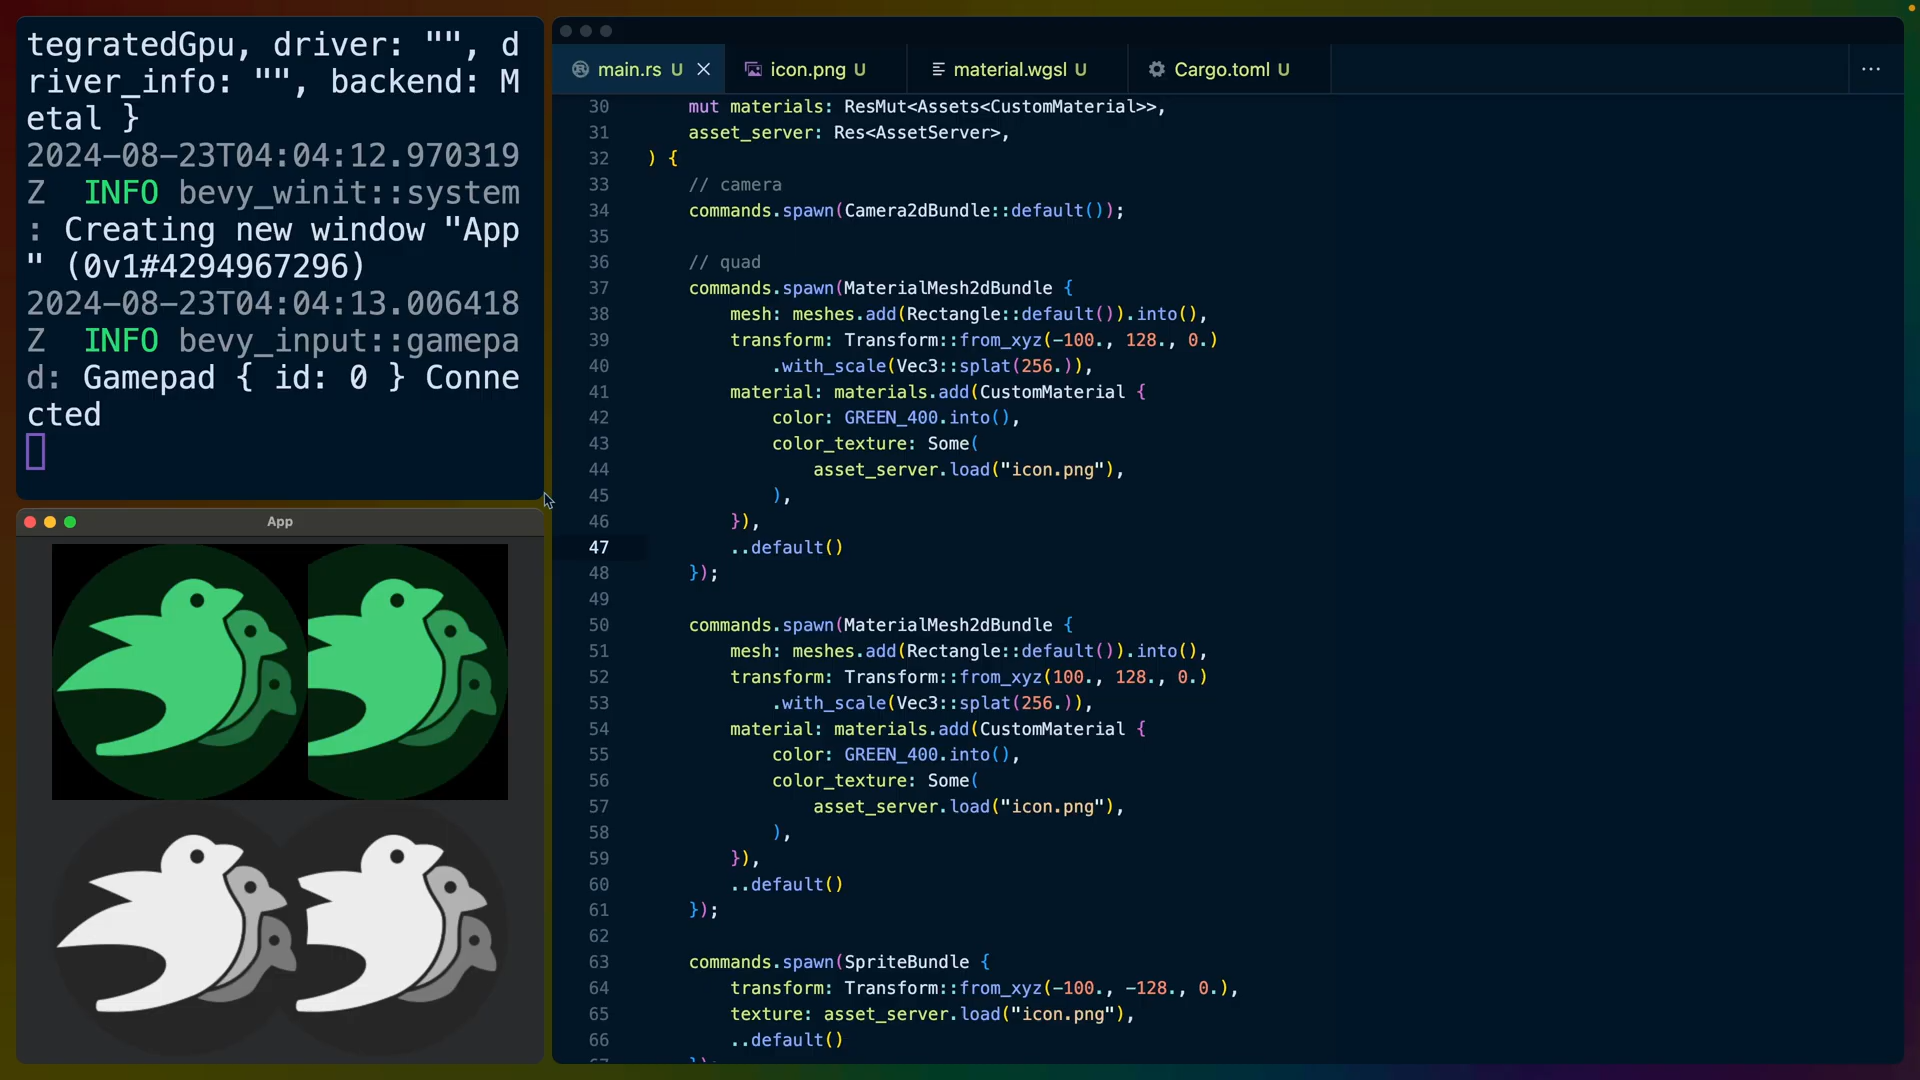 tegratedGpu, driver: "", d
river_info: "", backend: M
etal }
2024-08-23T04:04:12.970319
Z  INFO bevy_winit::system
: Creating new window "App
" (0v1#4294967296)
2024-08-23T04:04:13.006418
Z  INFO bevy_input::gamepa
d: Gamepad { id: 0 } Conne
cted
App
main.rs U
icon.png U
material.wgsl U
Cargo.toml U
30 mut materials: ResMut<Assets<CustomMaterial>>,
31 asset_server: Res<AssetServer>,
32 ) {
33 // camera
34 commands.spawn(Camera2dBundle::default());
35
36 // quad
37 commands.spawn(MaterialMesh2dBundle {
38 mesh: meshes.add(Rectangle::default()).into(),
39 transform: Transform::from_xyz(-100., 128., 0.)
40 .with_scale(Vec3::splat(256.)),
41 material: materials.add(CustomMaterial {
42 color: GREEN_400.into(),
43 color_texture: Some(
44 asset_server.load("icon.png"),
45 ),
46 }),
47 ..default()
48 });
49
50 commands.spawn(MaterialMesh2dBundle {
51 mesh: meshes.add(Rectangle::default()).into(),
52 transform: Transform::from_xyz(100., 128., 0.)
53 .with_scale(Vec3::splat(256.)),
54 material: materials.add(CustomMaterial {
55 color: GREEN_400.into(),
56 color_texture: Some(
57 asset_server.load("icon.png"),
58 ),
59 }),
60 ..default()
61 });
62
63 commands.spawn(SpriteBundle {
64 transform: Transform::from_xyz(-100., -128., 0.),
65 texture: asset_server.load("icon.png"),
66 ..default()